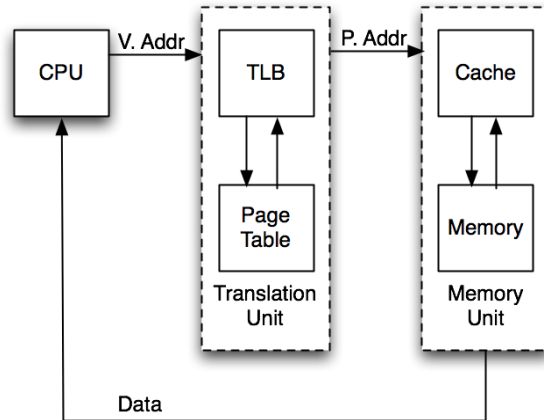 V. Addr
P. Addr
CPU
TLB
Cache
Page
Table
Memory
Translation
Unit
Memory
Unit
Data